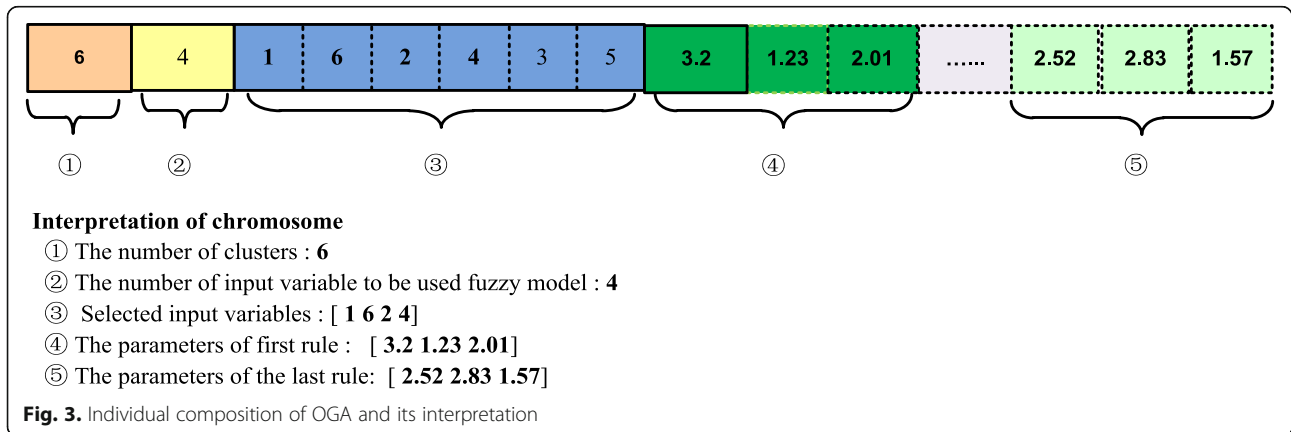 6 4 1 6 2 4 3 5 3.2 1.23 2.01 ...... 2.52 2.83 1.57
① ② ③ ④ ⑤
Interpretation of chromosome
① The number of clusters : 6
② The number of input variable to be used fuzzy model : 4
③ Selected input variables : [ 1 6 2 4]
④ The parameters of first rule : [ 3.2 1.23 2.01]
⑤ The parameters of the last rule: [ 2.52 2.83 1.57]
Fig. 3. Individual composition of OGA and its interpretation